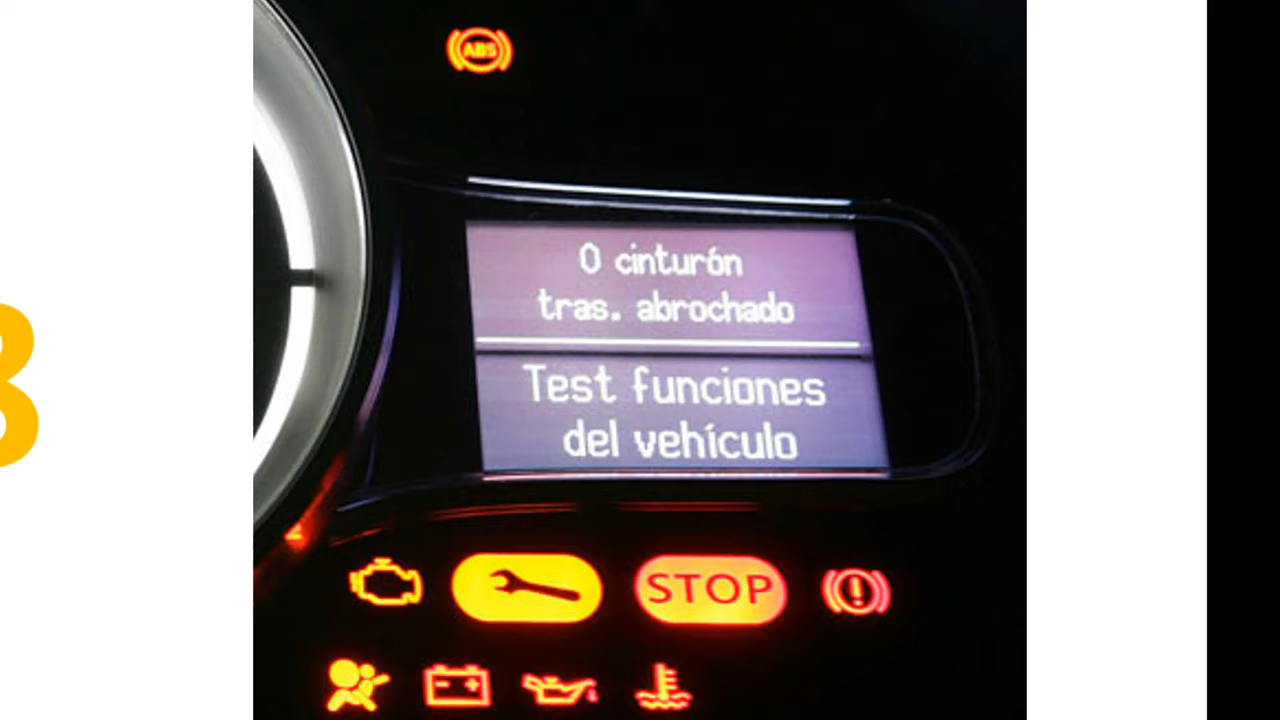 ABS
0 cinturón
tras. abrochado
Test funciones
del vehículo
STOP